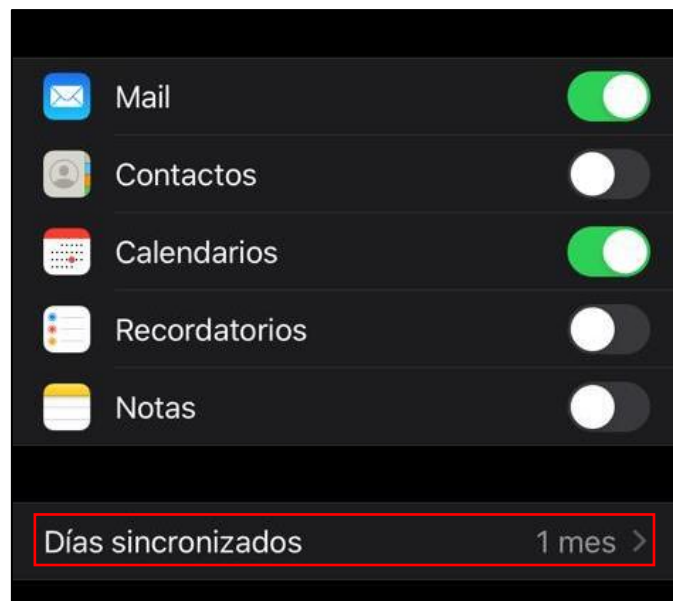 Mail
Contactos
Calendarios
Recordatorios
Notas
Días sincronizados 1 mes